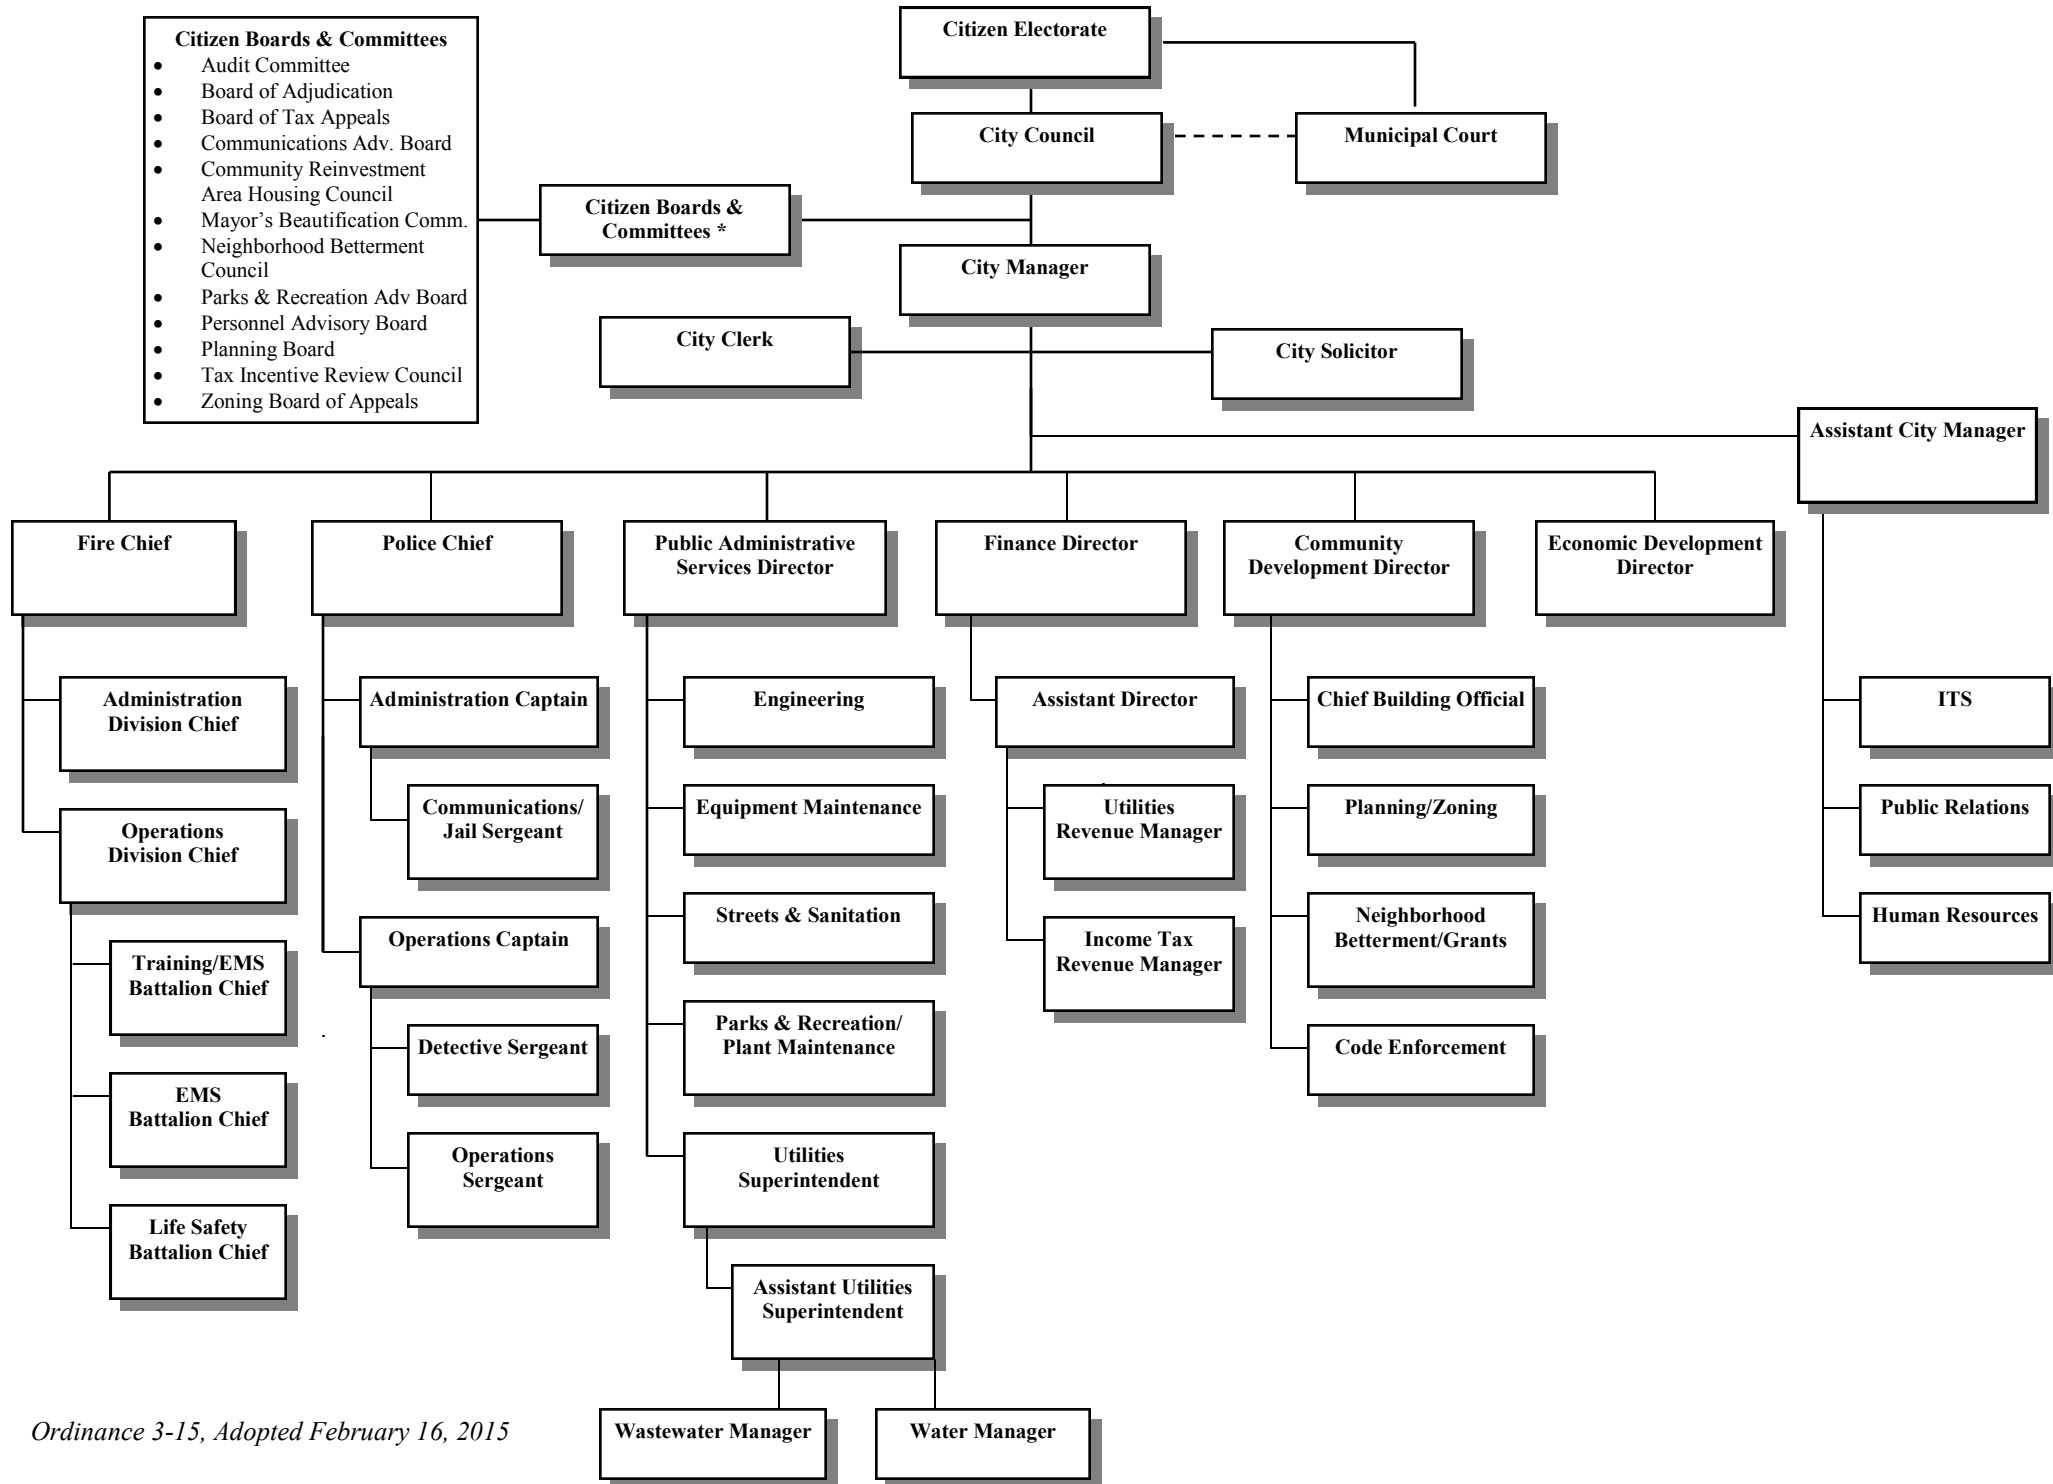 Citizen Boards & Committees
• Audit Committee
• Board of Adjudication
• Board of Tax Appeals
• Communications Adv. Board
• Community Reinvestment
Area Housing Council
• Mayor’s Beautification Comm.
• Neighborhood Betterment
Council
• Parks & Recreation Adv Board
• Personnel Advisory Board
• Planning Board
• Tax Incentive Review Council
• Zoning Board of Appeals
Citizen Electorate
City Council
Municipal Court
Citizen Boards &
Committees *
City Manager
City Clerk
City Solicitor
Assistant City Manager
Fire Chief
Police Chief
Public Administrative
Services Director
Finance Director
Community
Development Director
Economic Development
Director
Administration
Division Chief
Operations
Division Chief
Training/EMS
Battalion Chief
EMS
Battalion Chief
Life Safety
Battalion Chief
Administration Captain
Communications/
Jail Sergeant
Operations Captain
Detective Sergeant
Operations
Sergeant
Engineering
Equipment Maintenance
Streets & Sanitation
Parks & Recreation/
Plant Maintenance
Utilities
Superintendent
Assistant Utilities
Superintendent
Wastewater Manager
Water Manager
Assistant Director
Utilities
Revenue Manager
Income Tax
Revenue Manager
Chief Building Official
Planning/Zoning
Neighborhood
Betterment/Grants
Code Enforcement
ITS
Public Relations
Human Resources
Ordinance 3-15, Adopted February 16, 2015